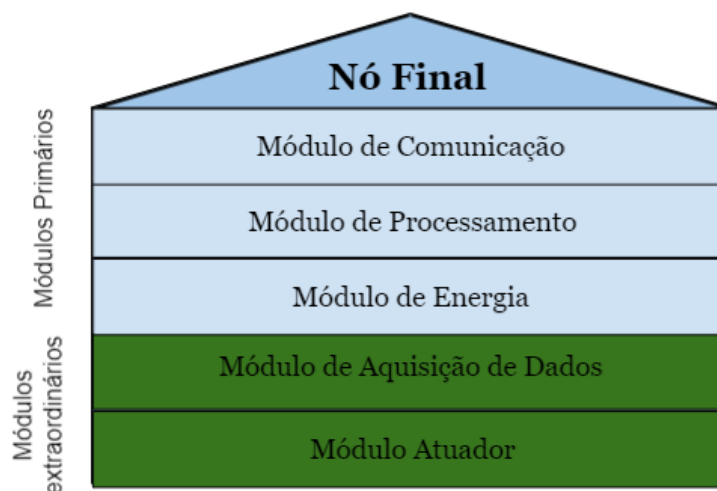 Nó Final
Módulos Primários
Módulo de Comunicação
Módulo de Processamento
Módulo de Energia
Módulos
extraordinários
Módulo de Aquisição de Dados
Módulo Atuador